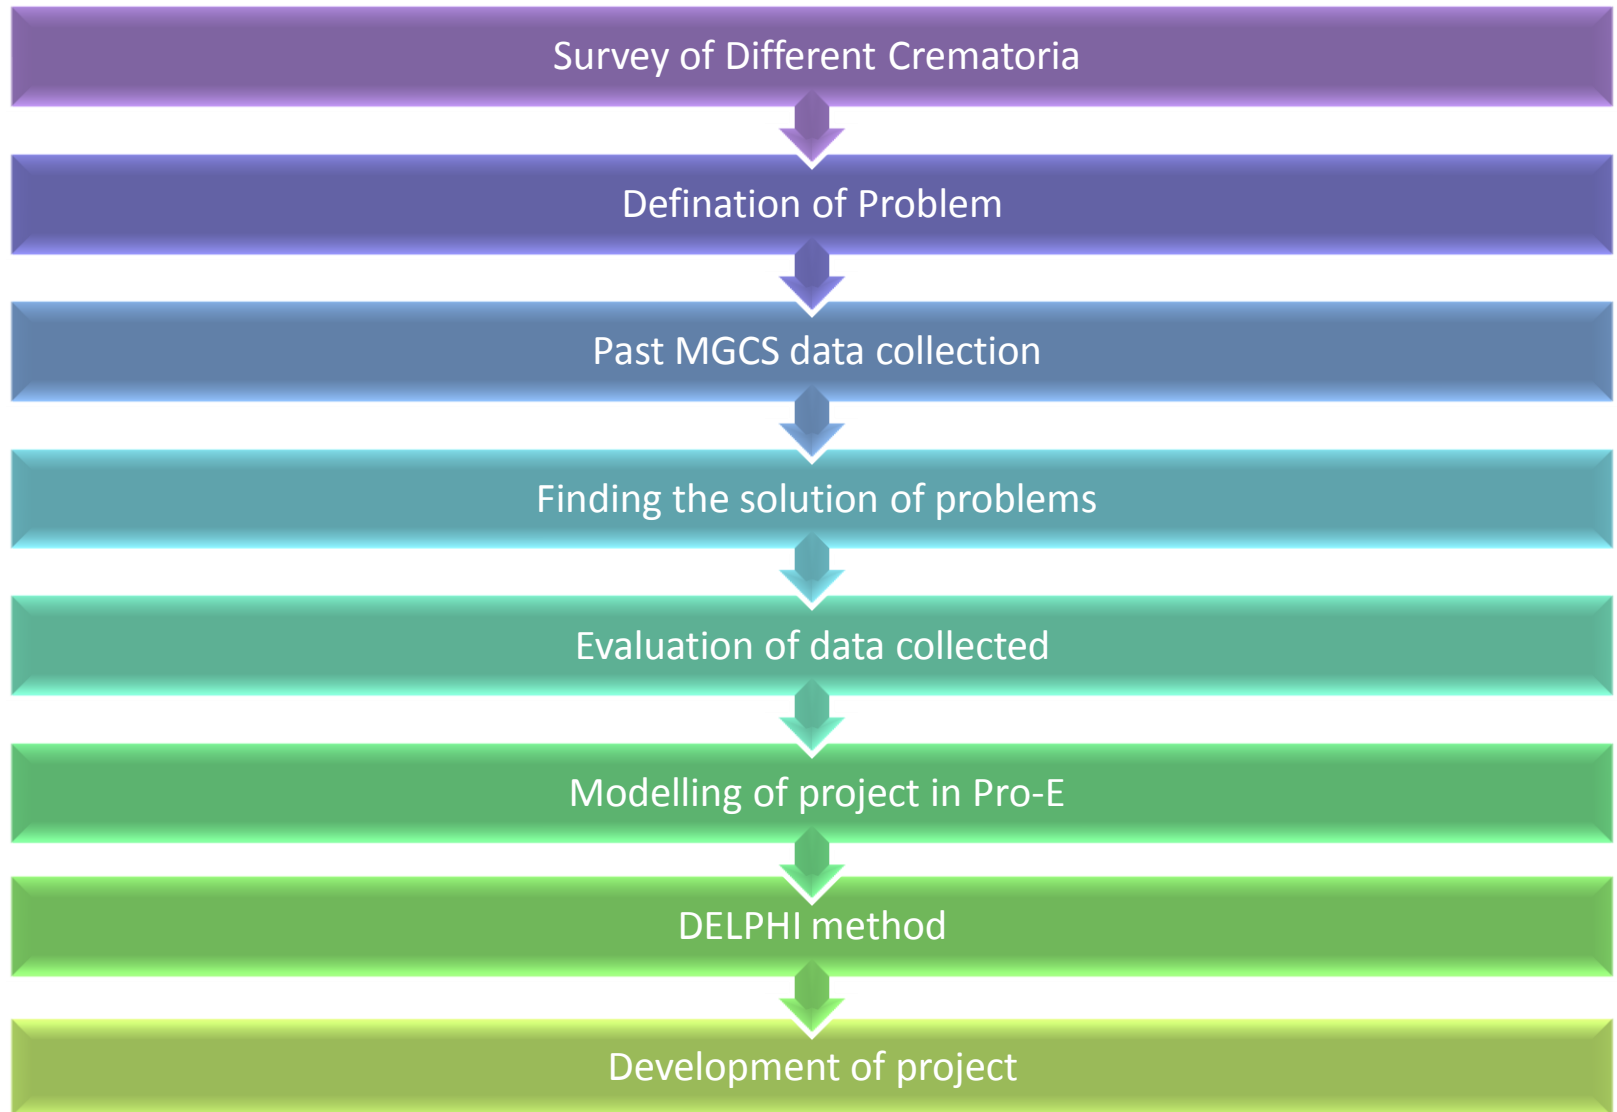 Survey of Different Crematoria
Defination of Problem
Past MGCS data collection
Finding the solution of problems
Evaluation of data collected
Modelling of project in Pro-E
DELPHI method
Development of project